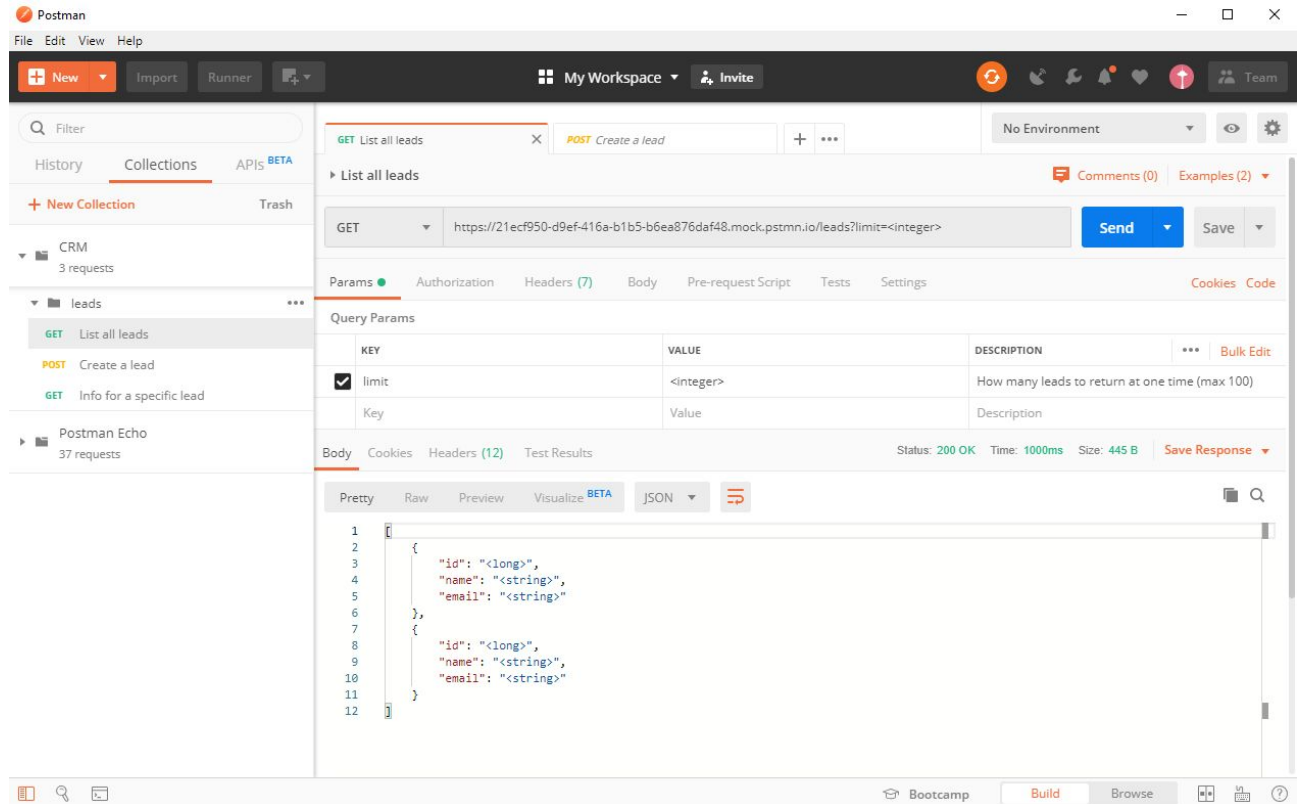 Postman
File Edit View Help
New Import Runner My Workspace Invite Team
Filter
History Collections APIs BETA
+ New Collection Trash
CRM
3 requests
leads
GET List all leads
POST Create a lead
GET Info for a specific lead
Postman Echo
37 requests
GET List all leads POST Create a lead No Environment
List all leads Comments (0) Examples (2)
GET https://21ecf950-d9ef-416a-b1b5-b6ea876daf48.mock.pstmn.io/leads?limit=<integer> Send Save
Params Authorization Headers (7) Body Pre-request Script Tests Settings Cookies Code
Query Params
KEY VALUE DESCRIPTION Bulk Edit
limit <integer> How many leads to return at one time (max 100)
Key Value Description
Body Cookies Headers (12) Test Results Status: 200 OK Time: 1000ms Size: 445 B Save Response
Pretty Raw Preview Visualize BETA JSON
1 [
2 {
3 "id": "<long>",
4 "name": "<string>",
5 "email": "<string>"
6 },
7 {
8 "id": "<long>",
9 "name": "<string>",
10 "email": "<string>"
11 }
12 ]
Bootcamp Build Browse